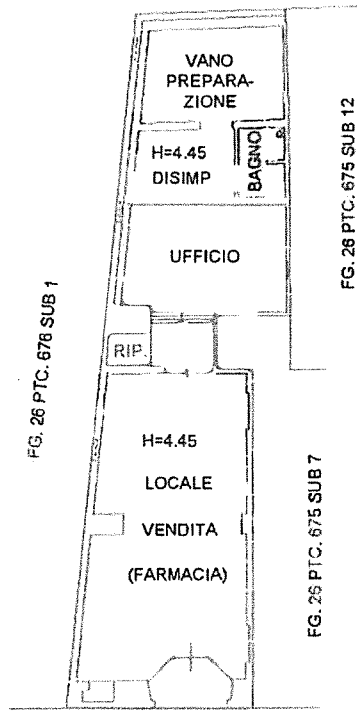 VANO
PREPARA-
ZIONE
H=4.45
DISIMP
BAGNO
UFFICIO
RIP.
H=4.45
LOCALE
VENDITA
(FARMACIA)
FG. 26 PTC. 676 SUB 1
FG. 26 PTC. 675 SUB 12
FG. 26 PTC. 675 SUB 7